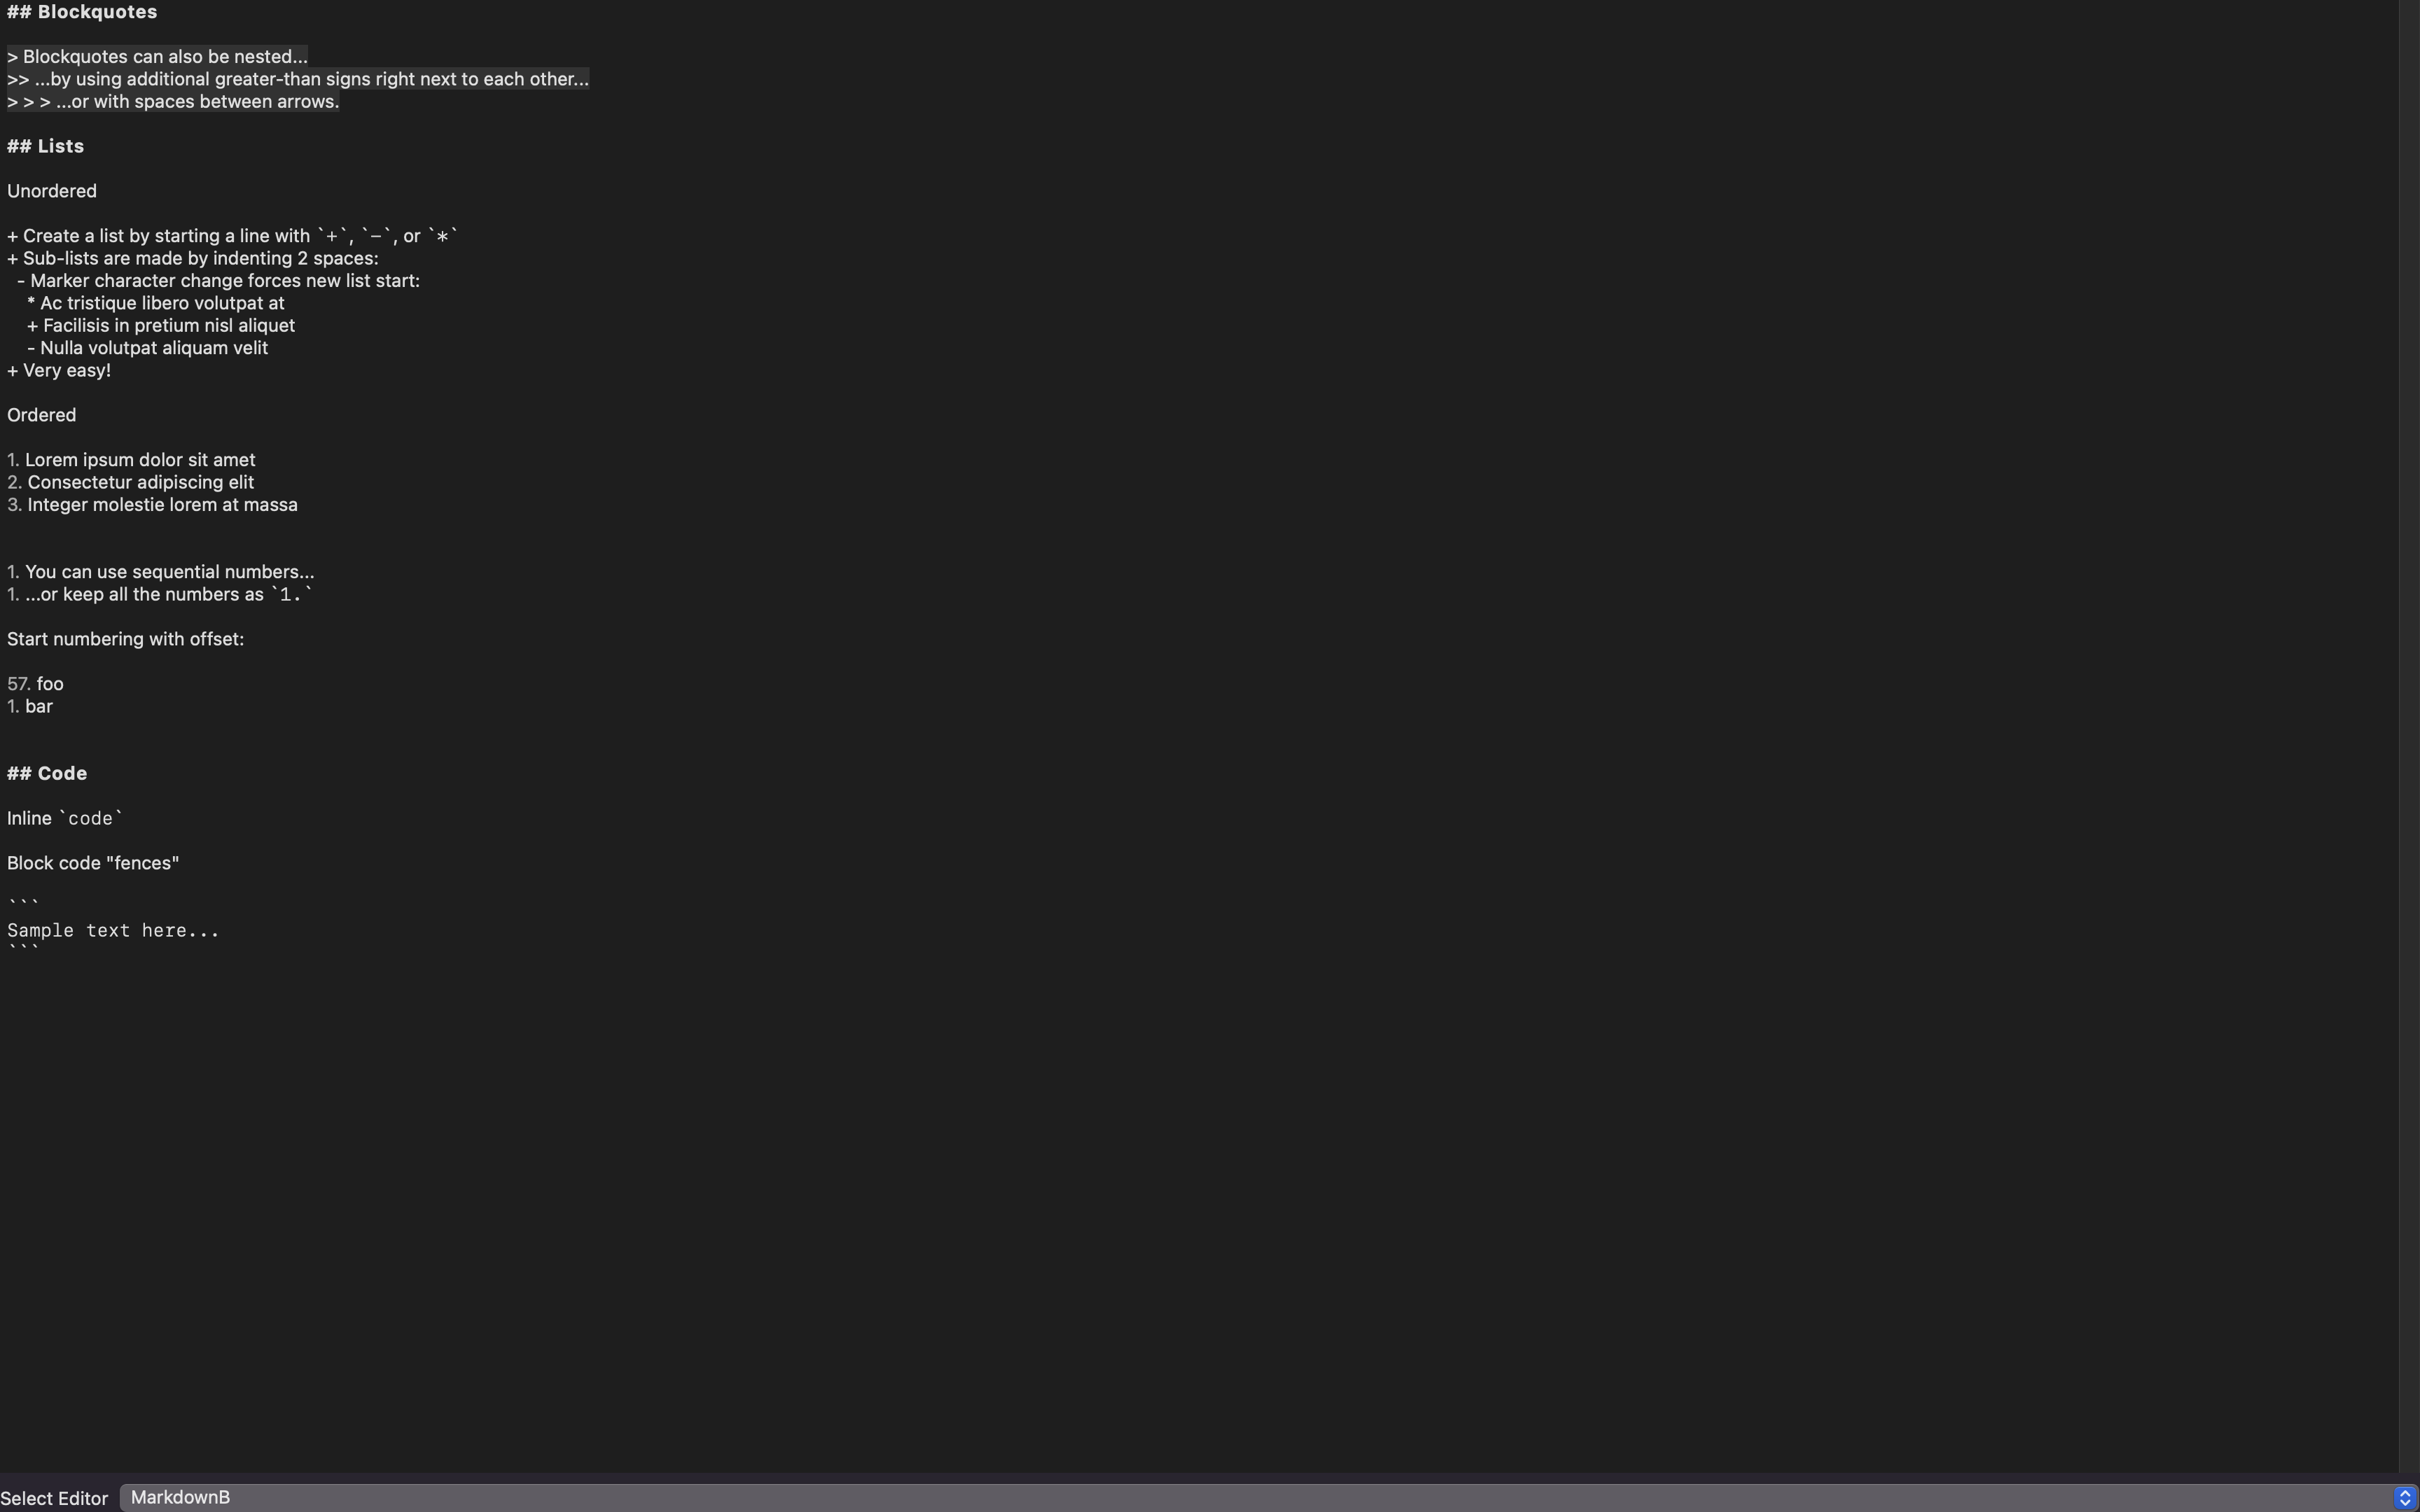 ## Blockquotes
> Blockquotes can also be nested...
>> ...by using additional greater-than signs right next to each other...
> > > ...or with spaces between arrows.
## Lists
Unordered
+ Create a list by starting a line with `+`, `-`, or `*`
+ Sub-lists are made by indenting 2 spaces:
  - Marker character change forces new list start:
    * Ac tristique libero volutpat at
    + Facilisis in pretium nisl aliquet
    - Nulla volutpat aliquam velit
+ Very easy!
Ordered
1. Lorem ipsum dolor sit amet
2. Consectetur adipiscing elit
3. Integer molestie lorem at massa
1. You can use sequential numbers...
1. ...or keep all the numbers as `1.`
Start numbering with offset:
57. foo
1. bar
## Code
Inline `code`
Block code "fences"
```
Sample text here...
```
Select Editor MarkdownB